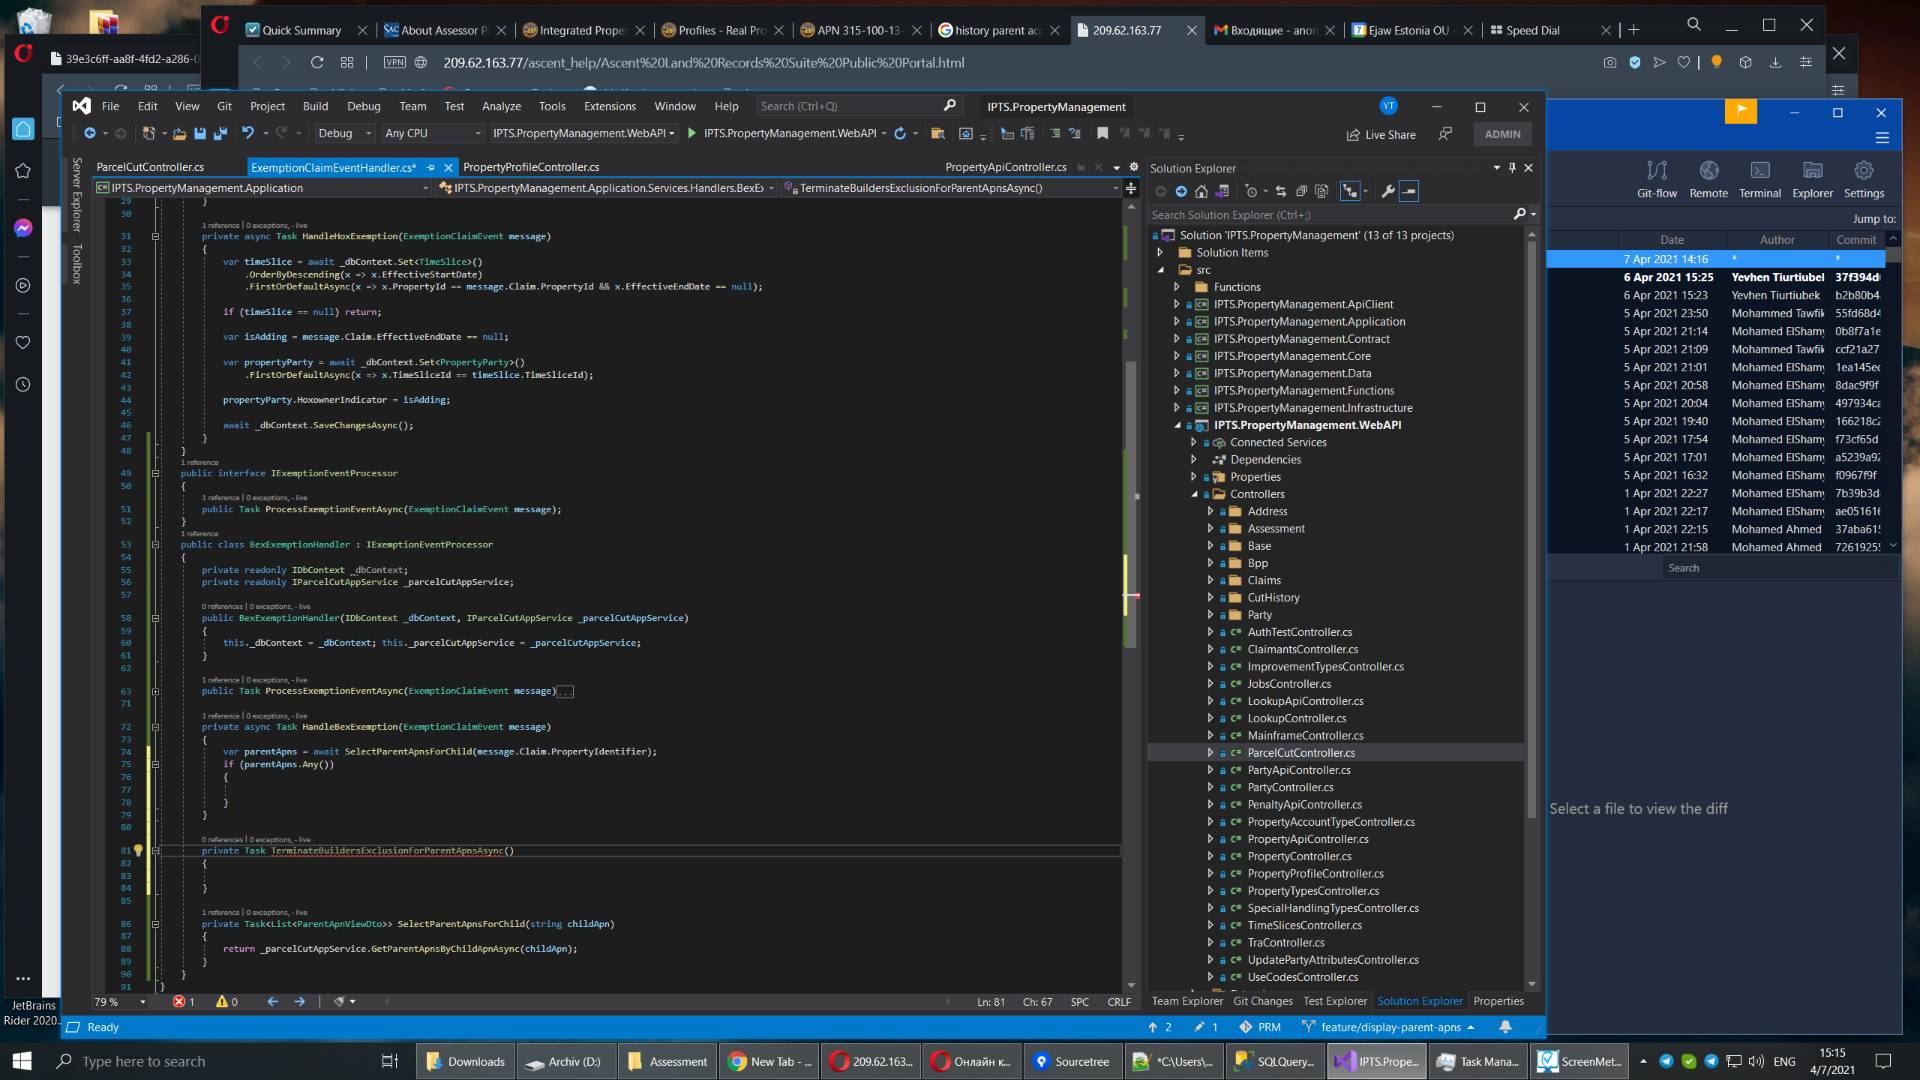 Quick Summary
About Assessor P
Integrated Proper
Profiles - Real Pro
APN 315-100-13-
history parent acc
209.62.163.77
Входящие - anon
Ejaw Estonia OU -
Speed Dial
39e3c6ff-aa8f-4fd2-a286-0
VPN
209.62.163.77/ascent_help/Ascent%20Land%20Records%20Suite%20Public%20Portal.html
File Edit View Git Project Build Debug Team Test Analyze Tools Extensions Window Help
Search (Ctrl+Q)
IPTS.PropertyManagement
YT
Debug
Any CPU
IPTS.PropertyManagement.WebAPI
IPTS.PropertyManagement.WebAPI
Live Share
ADMIN
Server Explorer
Toolbox
ParcelCutController.cs
ExemptionClaimEventHandler.cs*
PropertyProfileController.cs
PropertyApiController.cs
IPTS.PropertyManagement.Application
IPTS.PropertyManagement.Application.Services.Handlers.BexE
TerminateBuildersExclusionForParentApnsAsync()
29 }
30
1 reference | 0 exceptions, - live
31 private async Task HandleHoxExemption(ExemptionClaimEvent message)
32 {
33 var timeSlice = await _dbContext.Set<TimeSlice>()
34 .OrderByDescending(x => x.EffectiveStartDate)
35 .FirstOrDefaultAsync(x => x.PropertyId == message.Claim.PropertyId && x.EffectiveEndDate == null);
36
37 if (timeSlice == null) return;
38
39 var isAdding = message.Claim.EffectiveEndDate == null;
40
41 var propertyParty = await _dbContext.Set<PropertyParty>()
42 .FirstOrDefaultAsync(x => x.TimeSliceId == timeSlice.TimeSliceId);
43
44 propertyParty.HoxownerIndicator = isAdding;
45
46 await _dbContext.SaveChangesAsync();
47 }
48 }
1 reference
49 public interface IExemptionEventProcessor
50 {
1 reference | 0 exceptions, - live
51 public Task ProcessExemptionEventAsync(ExemptionClaimEvent message);
52 }
1 reference
53 public class BexExemptionHandler : IExemptionEventProcessor
54 {
55 private readonly IDbContext _dbContext;
56 private readonly IParcelCutAppService _parcelCutAppService;
57
0 references | 0 exceptions, - live
58 public BexExemptionHandler(IDbContext _dbContext, IParcelCutAppService _parcelCutAppService)
59 {
60 this._dbContext = _dbContext; this._parcelCutAppService = _parcelCutAppService;
61 }
62
1 reference | 0 exceptions, - live
63 public Task ProcessExemptionEventAsync(ExemptionClaimEvent message)...
71
1 reference | 0 exceptions, - live
72 private async Task HandleBexExemption(ExemptionClaimEvent message)
73 {
74 var parentApns = await SelectParentApnsForChild(message.Claim.PropertyIdentifier);
75 if (parentApns.Any())
76 {
77
78 }
79 }
80
0 references | 0 exceptions, - live
81 private Task TerminateBuildersExclusionForParentApnsAsync()
82 {
83
84 }
85
1 reference | 0 exceptions, - live
86 private Task<List<ParentApnViewDto>> SelectParentApnsForChild(string childApn)
87 {
88 return _parcelCutAppService.GetParentApnsByChildApnAsync(childApn);
89 }
90 }
91 }
79 %
1
0
Ln: 81
Ch: 67
SPC
CRLF
Solution Explorer
Search Solution Explorer (Ctrl+;)
Solution 'IPTS.PropertyManagement' (13 of 13 projects)
Solution Items
src
Functions
IPTS.PropertyManagement.ApiClient
IPTS.PropertyManagement.Application
IPTS.PropertyManagement.Contract
IPTS.PropertyManagement.Core
IPTS.PropertyManagement.Data
IPTS.PropertyManagement.Functions
IPTS.PropertyManagement.Infrastructure
IPTS.PropertyManagement.WebAPI
Connected Services
Dependencies
Properties
Controllers
Address
Assessment
Base
Bpp
Claims
CutHistory
Party
AuthTestController.cs
ClaimantsController.cs
ImprovementTypesController.cs
JobsController.cs
LookupApiController.cs
LookupController.cs
MainframeController.cs
ParcelCutController.cs
PartyApiController.cs
PartyController.cs
PenaltyApiController.cs
PropertyAccountTypeController.cs
PropertyApiController.cs
PropertyController.cs
PropertyProfileController.cs
PropertyTypesController.cs
SpecialHandlingTypesController.cs
TimeSlicesController.cs
TraController.cs
UpdatePartyAttributesController.cs
UseCodesController.cs
Team Explorer Git Changes Test Explorer Solution Explorer Properties
Ready
2
1
PRM
feature/display-parent-apns
Git-flow Remote Terminal Explorer Settings
Jump to:
Date Author Commit
7 Apr 2021 14:16 * *
6 Apr 2021 15:25 Yevhen Tiurtiubel 37f394d
6 Apr 2021 15:23 Yevhen Tiurtiubek b2b80b4
5 Apr 2021 23:50 Mohammed Tawfik 55fd68d4
5 Apr 2021 21:14 Mohamed ElShamy 0b8f7a1e
5 Apr 2021 21:09 Mohammed Tawfik ccf21a27
5 Apr 2021 21:01 Mohamed ElShamy 1ea145ec
5 Apr 2021 20:58 Mohamed ElShamy 8dac9f9f
5 Apr 2021 20:04 Mohamed ElShamy 497934ca
5 Apr 2021 19:40 Mohamed ElShamy 166218c2
5 Apr 2021 17:54 Mohamed ElShamy f73cf65d
5 Apr 2021 17:01 Mohamed ElShamy a5239a92
5 Apr 2021 16:32 Mohamed ElShamy f0967f9f
1 Apr 2021 22:27 Mohamed ElShamy 7b39b3d
1 Apr 2021 22:17 Mohamed ElShamy ae051616
1 Apr 2021 22:15 Mohamed Ahmed 37aba615
1 Apr 2021 21:58 Mohamed Ahmed 72619255
Search
Select a file to view the diff
JetBrains
Rider 2020...
Type here to search
Downloads
Archiv (D:)
Assessment
New Tab - ...
209.62.163...
Онлайн к...
Sourcetree
*C:\Users\...
SQLQuery...
IPTS.Prope...
Task Mana...
ScreenMet...
ENG
15:15
4/7/2021